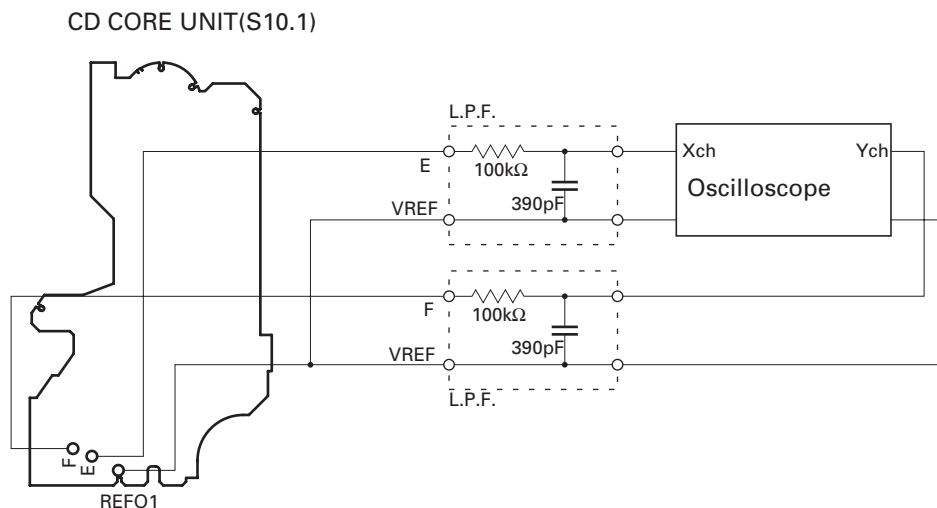 CD CORE UNIT(S10.1)
L.P.F.
E
100kΩ
390pF
VREF
Xch
Ych
Oscilloscope
F
100kΩ
390pF
VREF
L.P.F.
F
E
REFO1